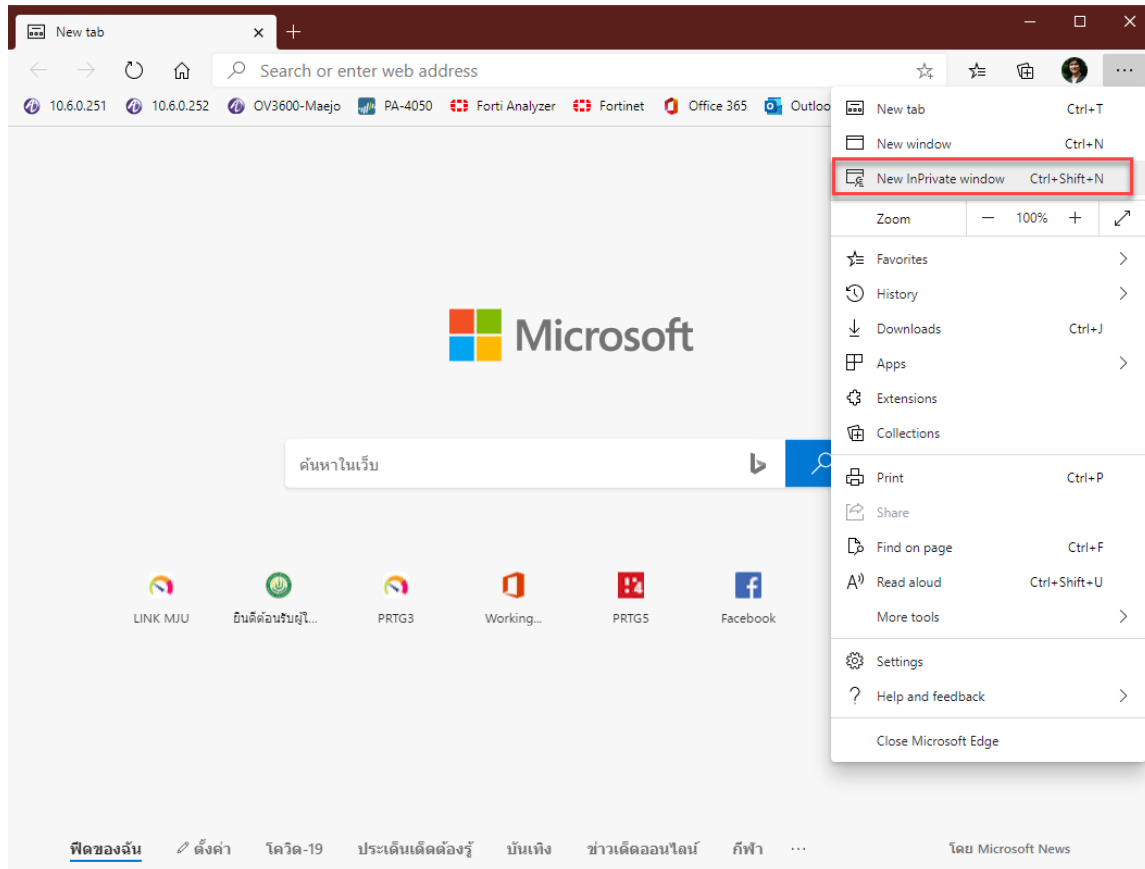 New tab
Search or enter web address
10.6.0.251 10.6.0.252 OV3600-Maejo PA-4050 Forti Analyzer Fortinet Office 365 Outloo
New tab Ctrl+T
New window Ctrl+N
New InPrivate window Ctrl+Shift+N
Zoom 100%
Favorites
History
Downloads Ctrl+J
Apps
Extensions
Collections
Print Ctrl+P
Share
Find on page Ctrl+F
Read aloud Ctrl+Shift+U
More tools
Settings
Help and feedback
Close Microsoft Edge
Microsoft
ค้นหาในเว็บ
LINK MJU ยินดีต้อนรับผู้ใ... PRTG3 Working... PRTG5 Facebook
ฟีดของฉัน ตั้งค่า โควิด-19 ประเด็นเด็ดต้องรู้ บันเทิง ข่าวเด็ดออนไลน์ กีฬา ... โดย Microsoft News